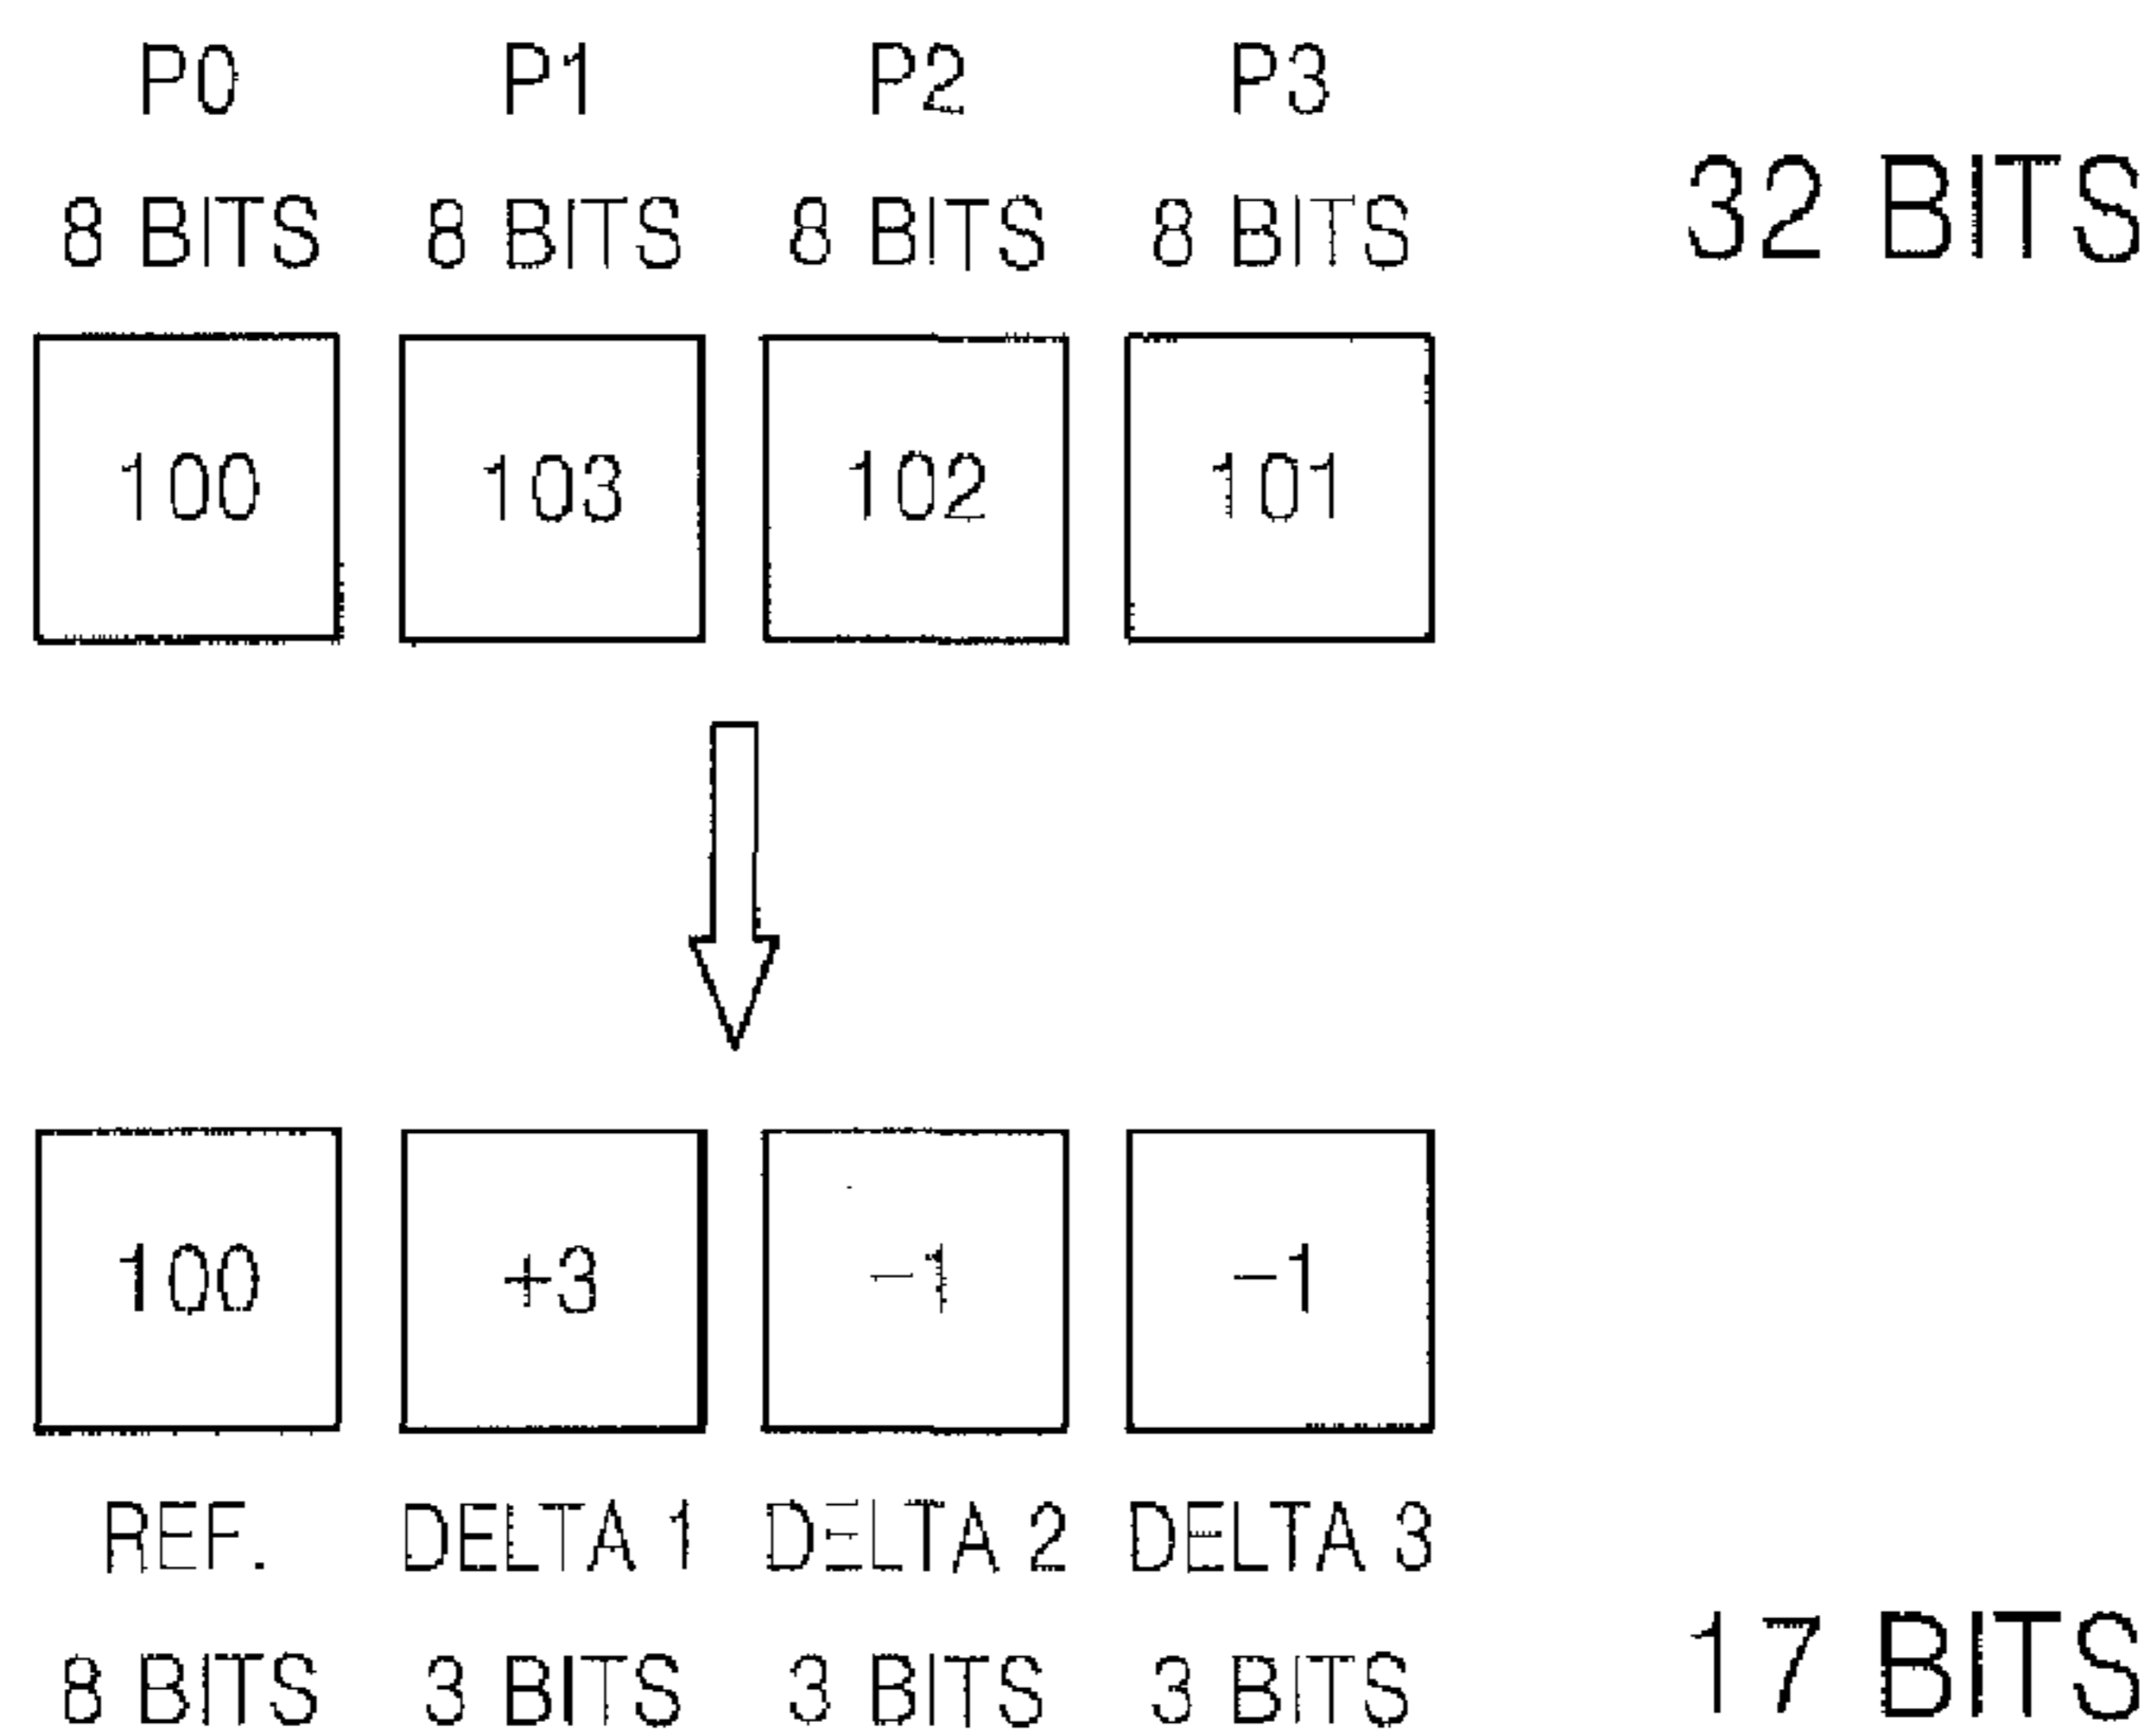 P0 P1 P2 P3
8 BITS 8 BITS 8 BITS 8 BITS 32 BITS
100 103 102 101
100 +3 -1 -1
REF. DELTA 1 DELTA 2 DELTA 3
8 BITS 3 BITS 3 BITS 3 BITS 17 BITS